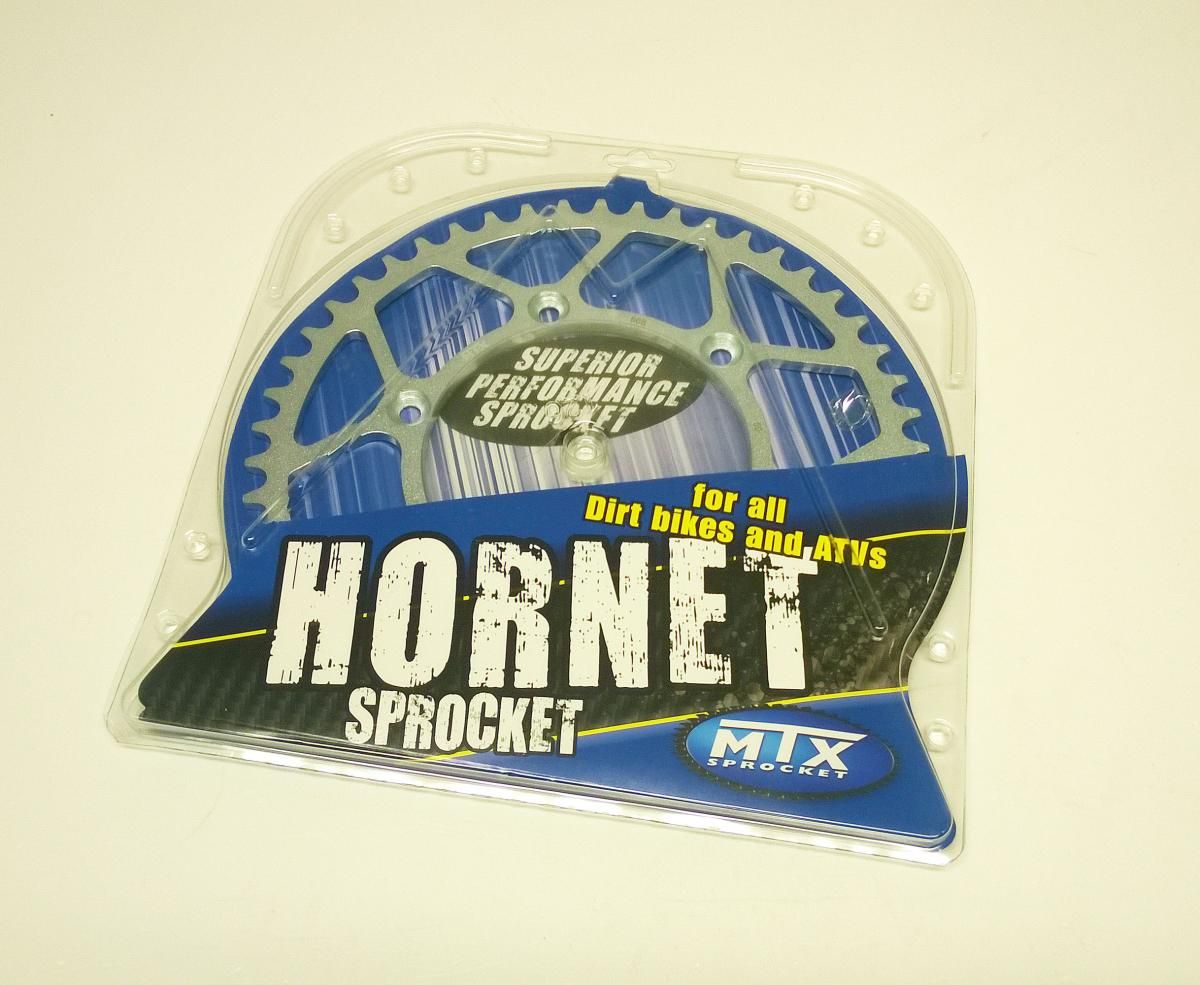 SUPERIOR
PERFORMANCE
SPROCKET
for all
Dirt bikes and ATVs
HORNET
SPROCKET
MTX
SPROCKET